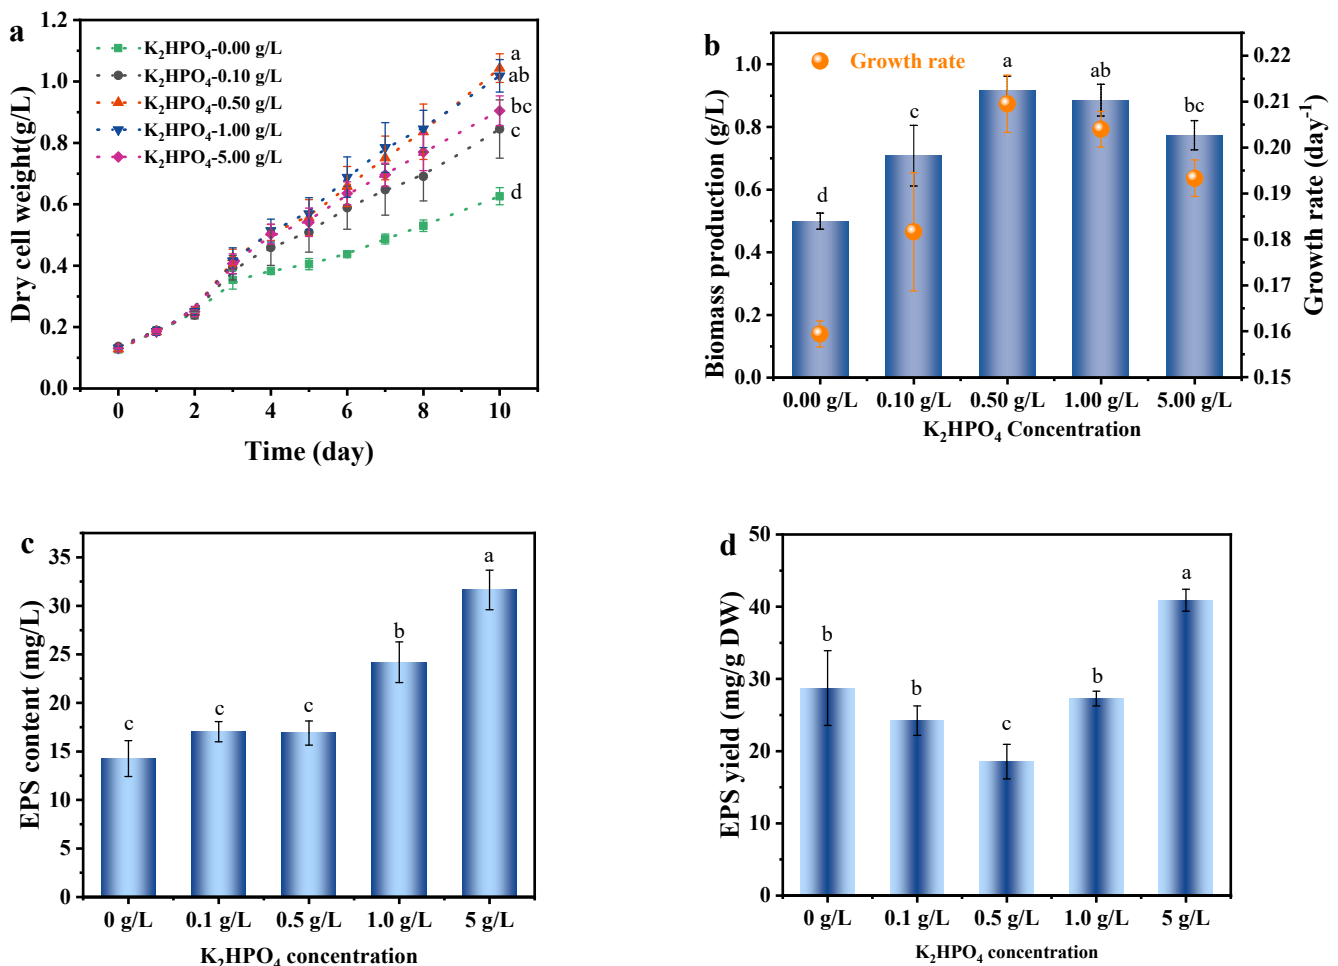 a
Dry cell weight(g/L)
1.2
1.0
0.8
0.6
0.4
0.2
0.0
K₂HPO₄-0.00 g/L
K₂HPO₄-0.10 g/L
K₂HPO₄-0.50 g/L
K₂HPO₄-1.00 g/L
K₂HPO₄-5.00 g/L
a
ab
bc
c
d
0 2 4 6 8 10
Time (day)
b
Biomass production (g/L)
1.0
0.8
0.6
0.4
0.2
0.0
Growth rate
d
c
a
ab
bc
0.22
0.21
0.20
0.19
0.18
0.17
0.16
0.15
Growth rate (day⁻¹)
0.00 g/L 0.10 g/L 0.50 g/L 1.00 g/L 5.00 g/L
K₂HPO₄ Concentration
c
EPS content (mg/L)
35
30
25
20
15
10
5
0
c
c
c
b
a
0 g/L 0.1 g/L 0.5 g/L 1.0 g/L 5 g/L
K₂HPO₄ concentration
d
EPS yield (mg/g DW)
50
40
30
20
10
0
b
b
c
b
a
0 g/L 0.1 g/L 0.5 g/L 1.0 g/L 5 g/L
K₂HPO₄ concentration